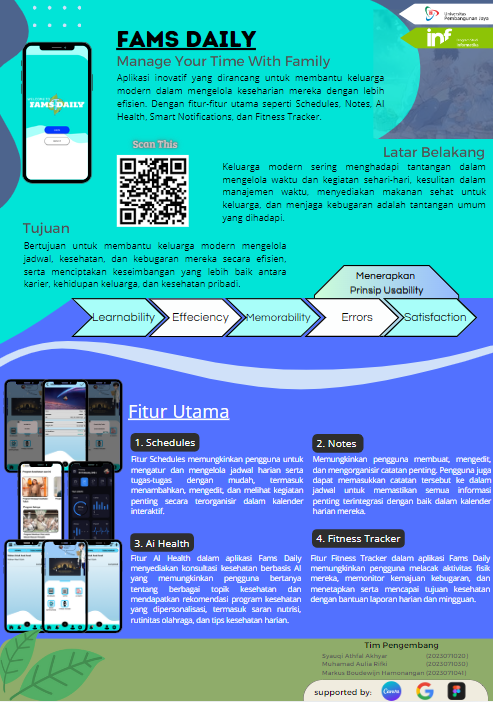 FAMS DAILY
Manage Your Time With Family
Aplikasi inovatif yang dirancang untuk membantu keluarga
modern dalam mengelola keseharian mereka dengan lebih
efisien. Dengan fitur-fitur utama seperti Schedules, Notes, AI
Health, Smart Notifications, dan Fitness Tracker.
Universitas
Pembangunan Jaya
inf
Informatika
FAMS DAILY
Scan This
Latar Belakang
Keluarga modern sering menghadapi tantangan dalam
mengelola waktu dan kegiatan sehari-hari, kesulitan dalam
manajemen waktu, menyediakan makanan sehat untuk
keluarga, dan menjaga kebugaran adalah tantangan umum
yang dihadapi.
Tujuan
Bertujuan untuk membantu keluarga modern mengelola
jadwal, kesehatan, dan kebugaran mereka secara efisien,
serta menciptakan keseimbangan yang lebih baik antara
karier, kehidupan keluarga, dan kesehatan pribadi.
Menerapkan
Prinsip Usability
Learnability
Effeciency
Memorability
Errors
Satisfaction
Fitur Utama
1. Schedules
Fitur Schedules memungkinkan pengguna untuk
mengatur dan mengelola jadwal harian serta
tugas-tugas dengan mudah, termasuk
menambahkan, mengedit, dan melihat kegiatan
penting secara terorganisir dalam kalender
interaktif.
2. Notes
Memungkinkan pengguna membuat, mengedit,
dan mengorganisir catatan penting. Pengguna juga
dapat memasukkan catatan tersebut ke dalam
jadwal untuk memastikan semua informasi
penting terintegrasi dengan baik dalam kalender
harian mereka.
3. Ai Health
Fitur AI Health dalam aplikasi Fams Daily
menyediakan konsultasi kesehatan berbasis AI
yang memungkinkan pengguna bertanya
tentang berbagai topik kesehatan dan
mendapatkan rekomendasi program kesehatan
yang dipersonalisasi, termasuk saran nutrisi,
rutinitas olahraga, dan tips kesehatan harian.
4. Fitness Tracker
Fitur Fitness Tracker dalam aplikasi Fams Daily
memungkinkan pengguna melacak aktivitas fisik
mereka, memonitor kemajuan kebugaran, dan
menetapkan serta mencapai tujuan kesehatan
dengan bantuan laporan harian dan mingguan.
Tim Pengembang
Syauqi Athfal Akhyar (2023071020)
Muhamad Aulia Rifki (2023071030)
Markus Boudewijn Hamonangan (2023071041)
supported by:
Canva